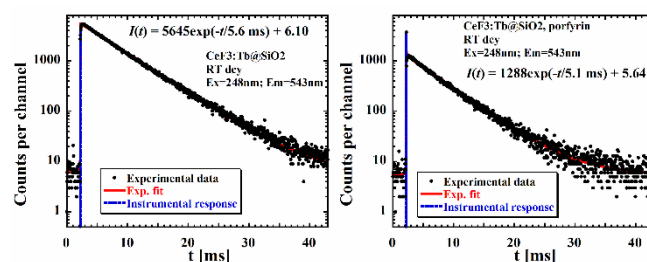 I(t) = 5645exp(-t/5.6 ms) + 6.10
CeF3:Tb@SiO2
RT dcy
Ex=248nm; Em=543nm
Counts per channel
1000
100
10
1
Experimental data
Exp. fit
Instrumental response
0 10 20 30 40
t [ms]
CeF3:Tb@SiO2, porfyrin
RT dcy
Ex=248nm; Em=543nm
I(t) = 1288exp(-t/5.1 ms) + 5.64
Counts per channel
1000
100
10
1
Experimental data
Exp. fit
Instrumental response
0 10 20 30 40
t [ms]